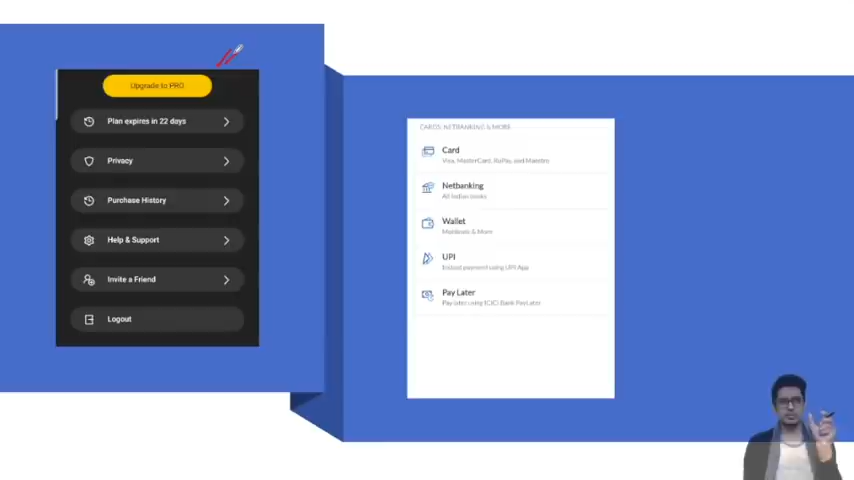 Upgrade to PRO
Plan expires in 22 days
Privacy
Purchase History
Help & Support
Invite a Friend
Logout
CARDS, NETBANKING & MORE
Card
Visa, MasterCard, RuPay, and Maestro
Netbanking
All Indian banks
Wallet
Mobikwik & More
UPI
Instant payment using UPI App
Pay Later
Pay later using ICICI Bank PayLater